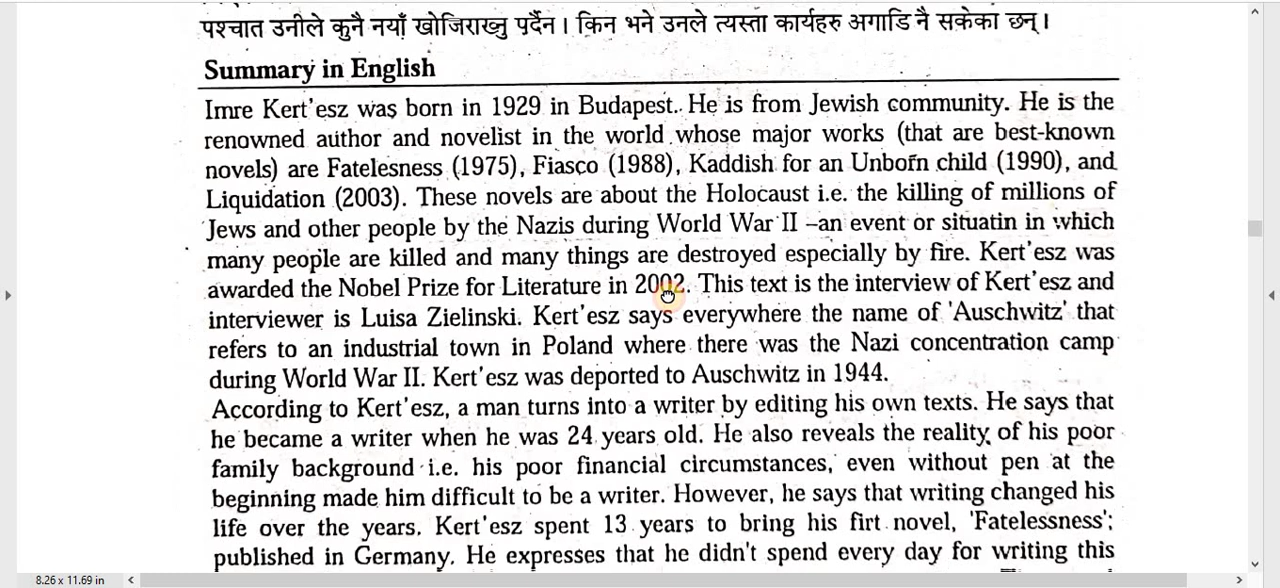 पश्चात उनीले कुनै नयाँ खोजिराख्नु पर्दैन । किन भने उनले त्यस्ता कार्यहरु अगाडि नै सकेका छन् ।
Summary in English
Imre Kert'esz was born in 1929 in Budapest. He is from Jewish community. He is the
renowned author and novelist in the world whose major works (that are best-known
novels) are Fatelesness (1975), Fiasco (1988), Kaddish for an Unborn child (1990), and
Liquidation (2003). These novels are about the Holocaust i.e. the killing of millions of
Jews and other people by the Nazis during World War II –an event or situatin in which
many people are killed and many things are destroyed especially by fire. Kert'esz was
awarded the Nobel Prize for Literature in 2002. This text is the interview of Kert'esz and
interviewer is Luisa Zielinski. Kert'esz says everywhere the name of 'Auschwitz' that
refers to an industrial town in Poland where there was the Nazi concentration camp
during World War II. Kert'esz was deported to Auschwitz in 1944.
According to Kert'esz, a man turns into a writer by editing his own texts. He says that
he became a writer when he was 24 years old. He also reveals the reality of his poor
family background i.e. his poor financial circumstances, even without pen at the
beginning made him difficult to be a writer. However, he says that writing changed his
life over the years. Kert'esz spent 13 years to bring his firt novel, 'Fatelessness';
published in Germany. He expresses that he didn't spend every day for writing this
8.26 x 11.69 in